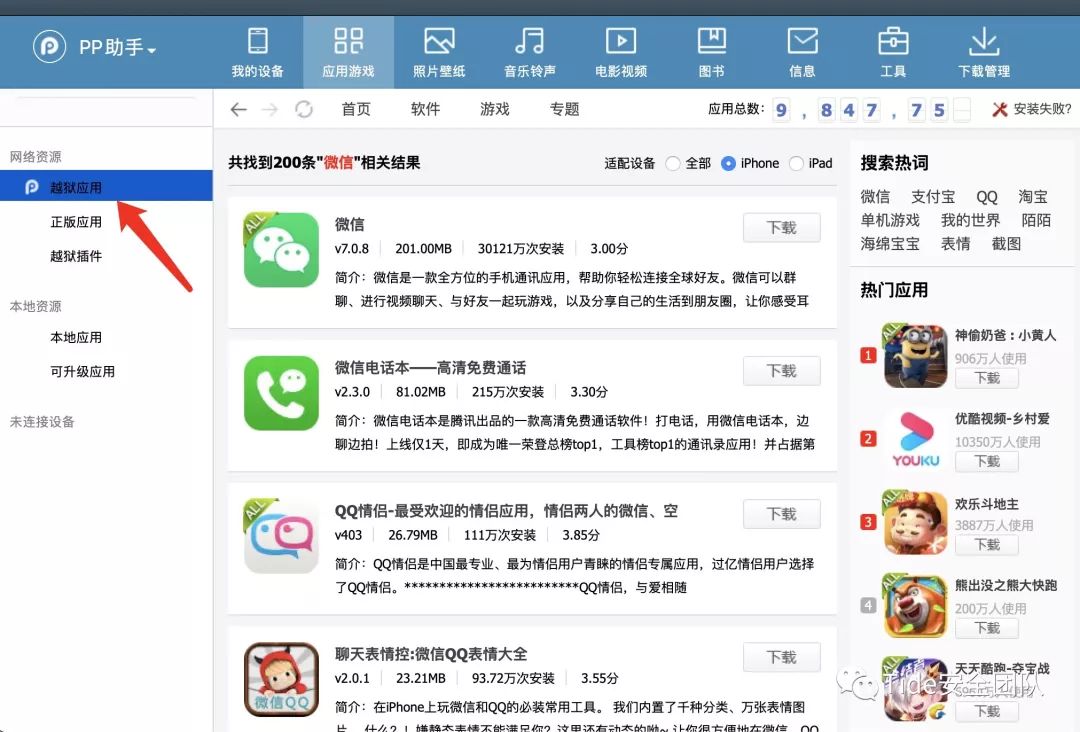 PP助手
我的设备
应用游戏
照片壁纸
音乐铃声
电影视频
图书
信息
工具
下载管理
首页
软件
游戏
专题
应用总数:
9,847,75
安装失败?
网络资源
越狱应用
正版应用
越狱插件
本地资源
本地应用
可升级应用
未连接设备
共找到200条"微信"相关结果
适配设备 全部 iPhone iPad
ALL
微信
下载
v7.0.8 201.00MB 30121万次安装 3.00分
简介：微信是一款全方位的手机通讯应用，帮助你轻松连接全球好友。微信可以群
聊、进行视频聊天、与好友一起玩游戏，以及分享自己的生活到朋友圈，让你感受耳
微信电话本——高清免费通话
下载
v2.3.0 81.02MB 215万次安装 3.30分
简介：微信电话本是腾讯出品的一款高清免费通话软件！打电话，用微信电话本，边
聊边拍！上线仅1天，即成为唯一荣登总榜top1，工具榜top1的通讯录应用！并占据第
ALL
QQ情侣-最受欢迎的情侣应用，情侣两人的微信、空
下载
v403 26.79MB 111万次安装 3.85分
简介：QQ情侣是中国最专业、最为情侣用户青睐的情侣专属应用，过亿情侣用户选择
了QQ情侣。**************************QQ情侣，与爱相随
微信QQ
聊天表情控:微信QQ表情大全
下载
v2.0.1 23.21MB 93.72万次安装 3.55分
简介：在iPhone上玩微信和QQ的必装常用工具。 我们内置了千种分类、万张表情图
片。什么？！嫌静态表情不能满足你？这里还有动态的呦~ 让你很方便地在微信、QQ
搜索热词
微信 支付宝 QQ 淘宝
单机游戏 我的世界 陌陌
海绵宝宝 表情 截图
热门应用
1
ALL
神偷奶爸：小黄人
906万人使用
下载
2
YOUKU
优酷视频-乡村爱
10350万人使用
下载
3
ALL
欢乐斗地主
3887万人使用
下载
4
ALL
熊出没之熊大快跑
200万人使用
下载
ALL
天天酷跑-夺宝战
下载
Tide安全团队